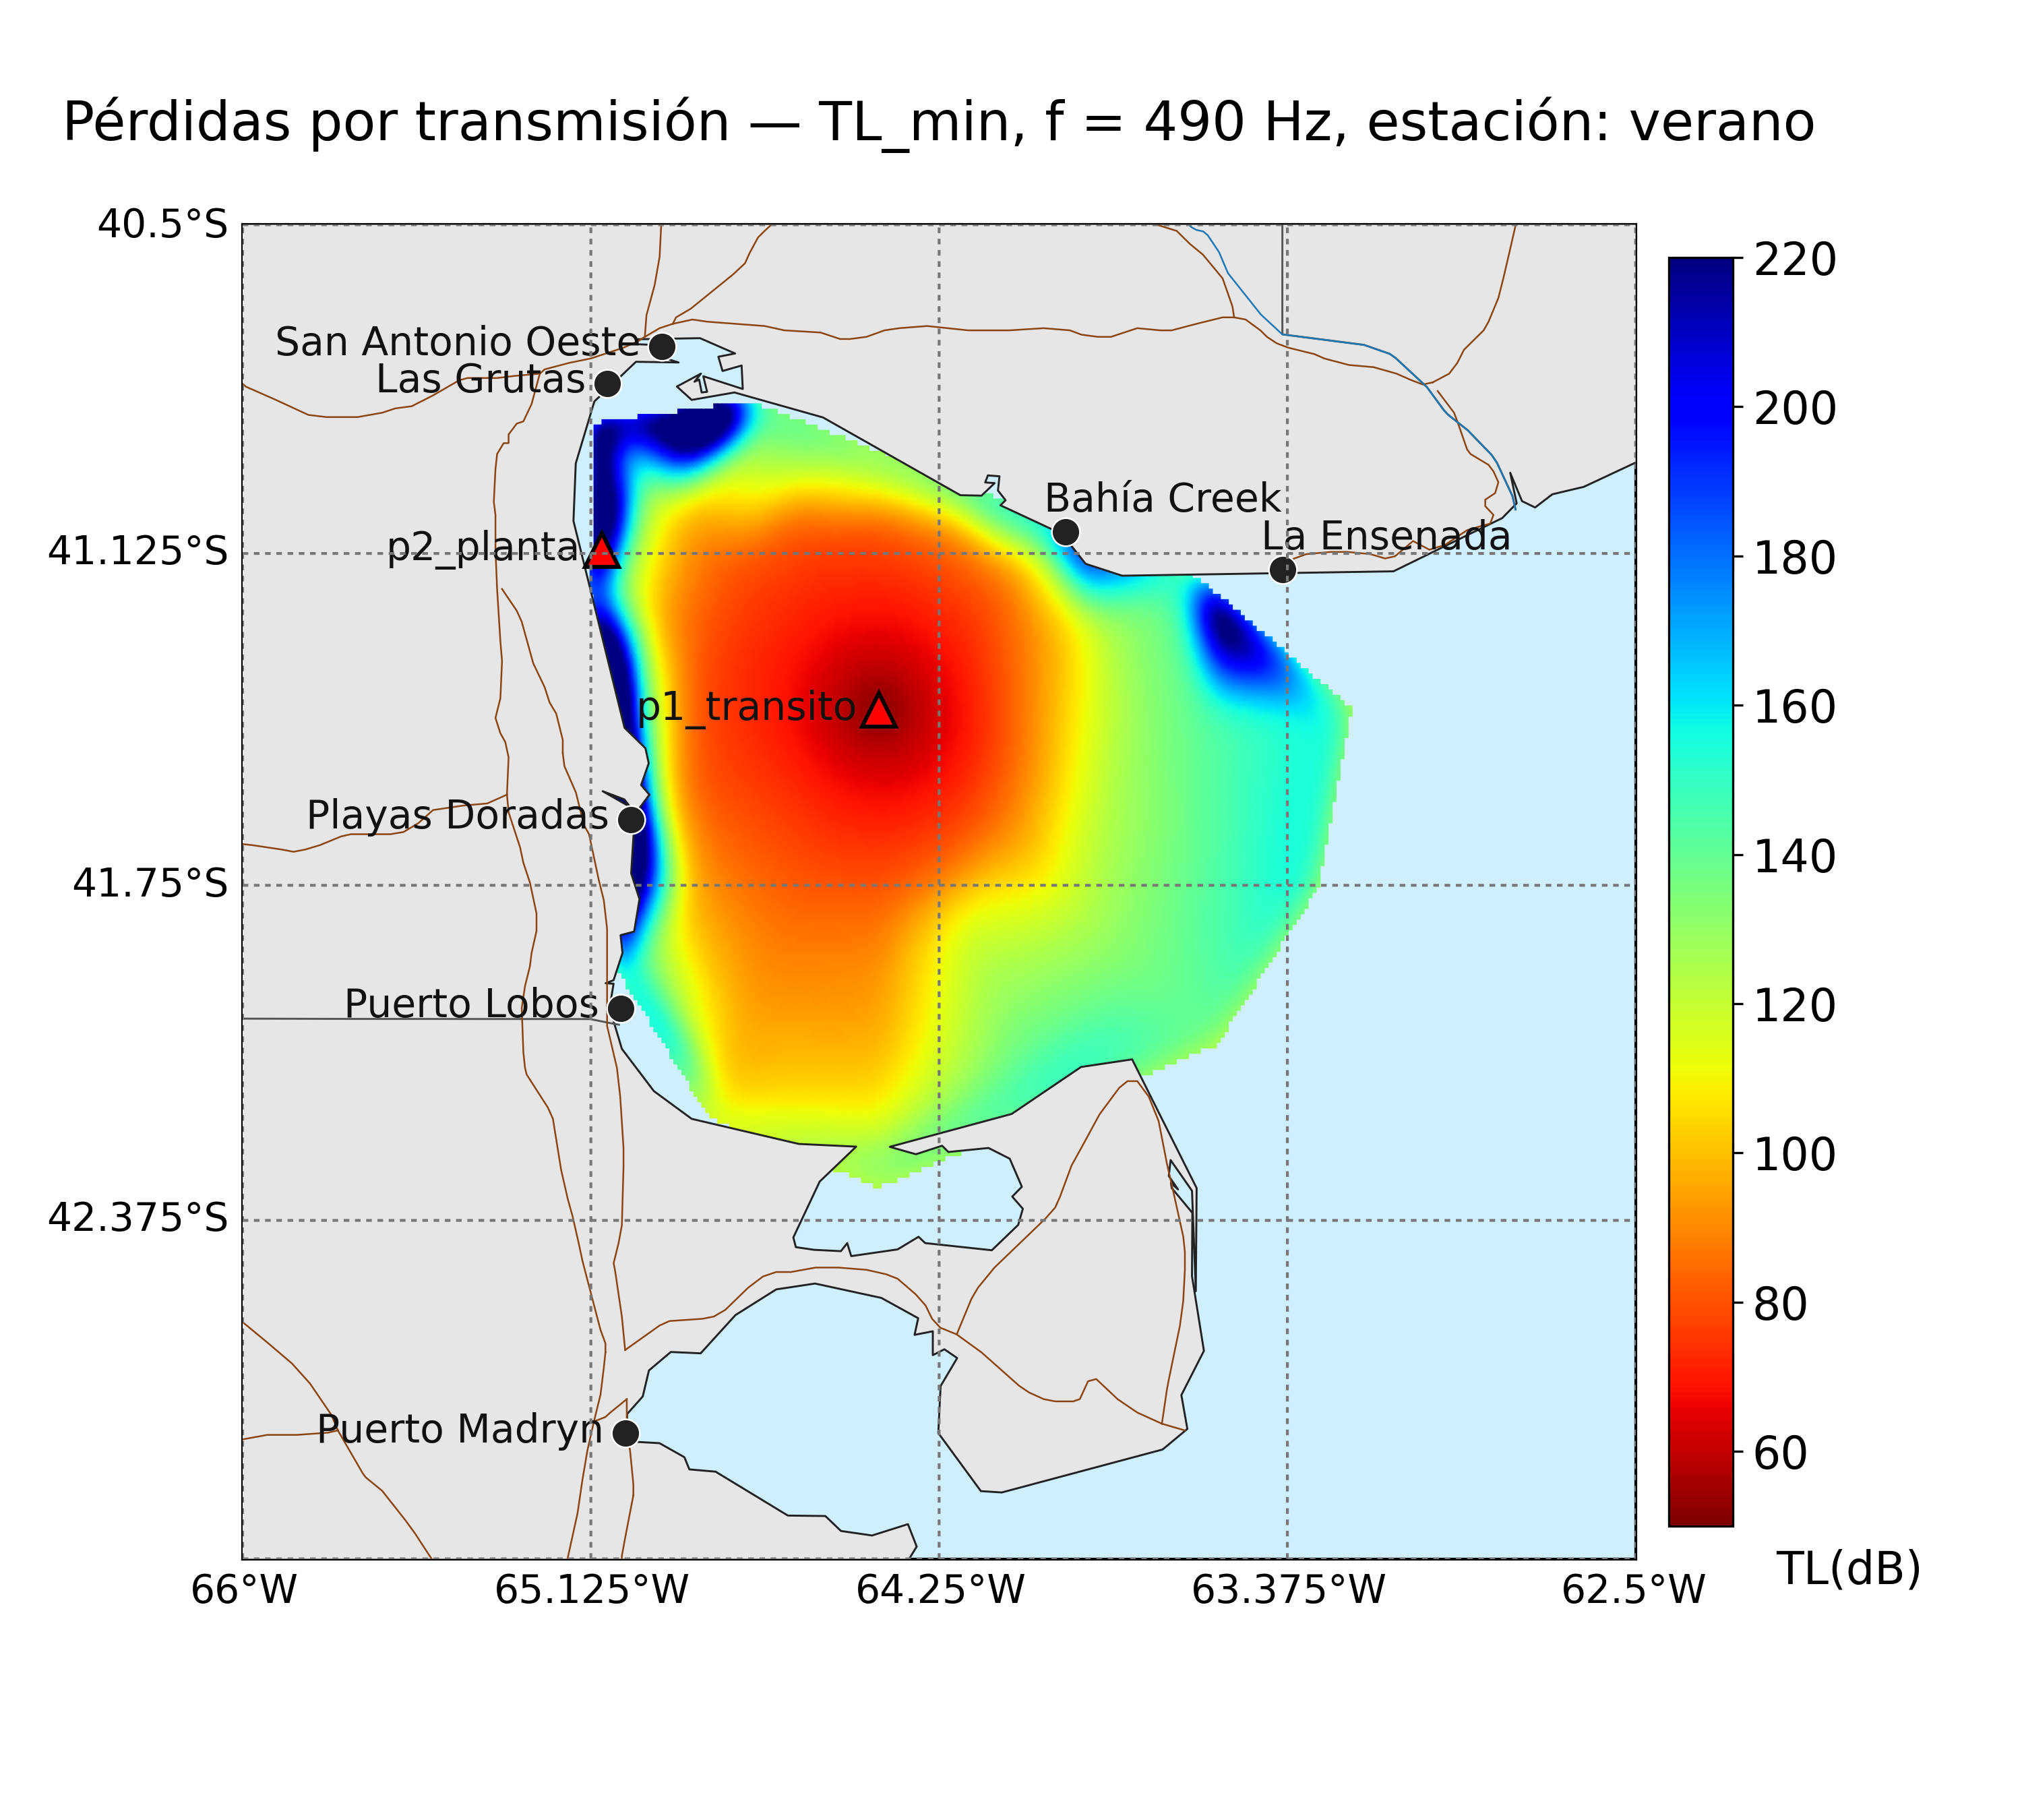 Pérdidas por transmisión — TL_min, f = 490 Hz, estación: verano
40.5°S
220
San Antonio Oeste
Las Grutas
200
Bahía Creek
La Ensenada
p2_planta
41.125°S
180
p1_transito
160
Playas Doradas
140
41.75°S
Puerto Lobos
120
100
42.375°S
80
Puerto Madryn
60
TL(dB)
66°W
65.125°W
64.25°W
63.375°W
62.5°W